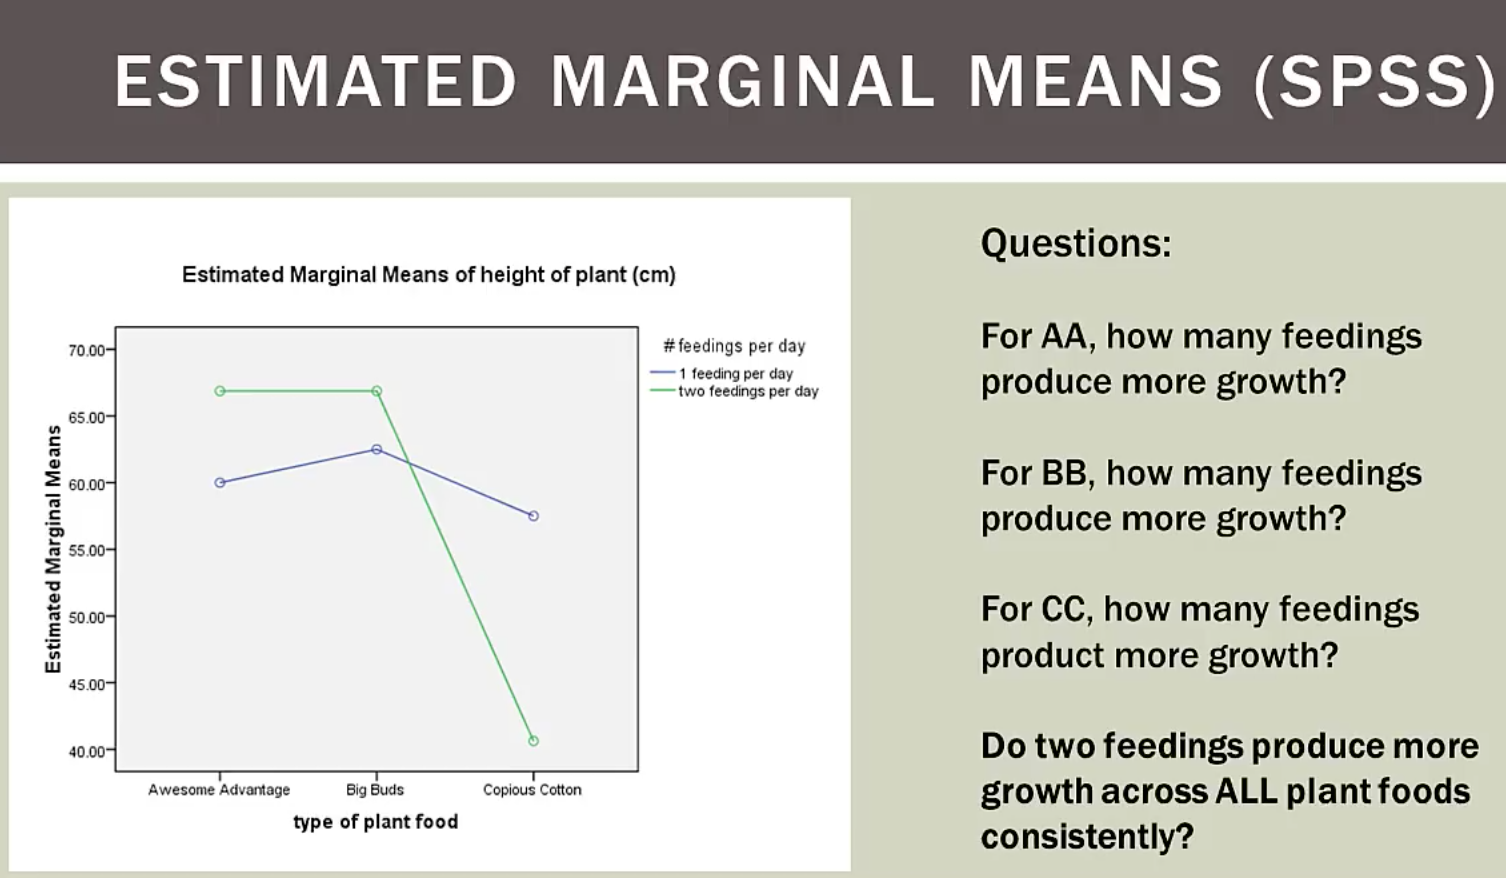 ESTIMATED MARGINAL MEANS (SPSS)
Estimated Marginal Means of height of plant (cm)
# feedings per day
1 feeding per day
two feedings per day
Estimated Marginal Means
70.00
65.00
60.00
55.00
50.00
45.00
40.00
Awesome Advantage
Big Buds
Copious Cotton
type of plant food
Questions:
For AA, how many feedings
produce more growth?
For BB, how many feedings
produce more growth?
For CC, how many feedings
product more growth?
Do two feedings produce more
growth across ALL plant foods
consistently?